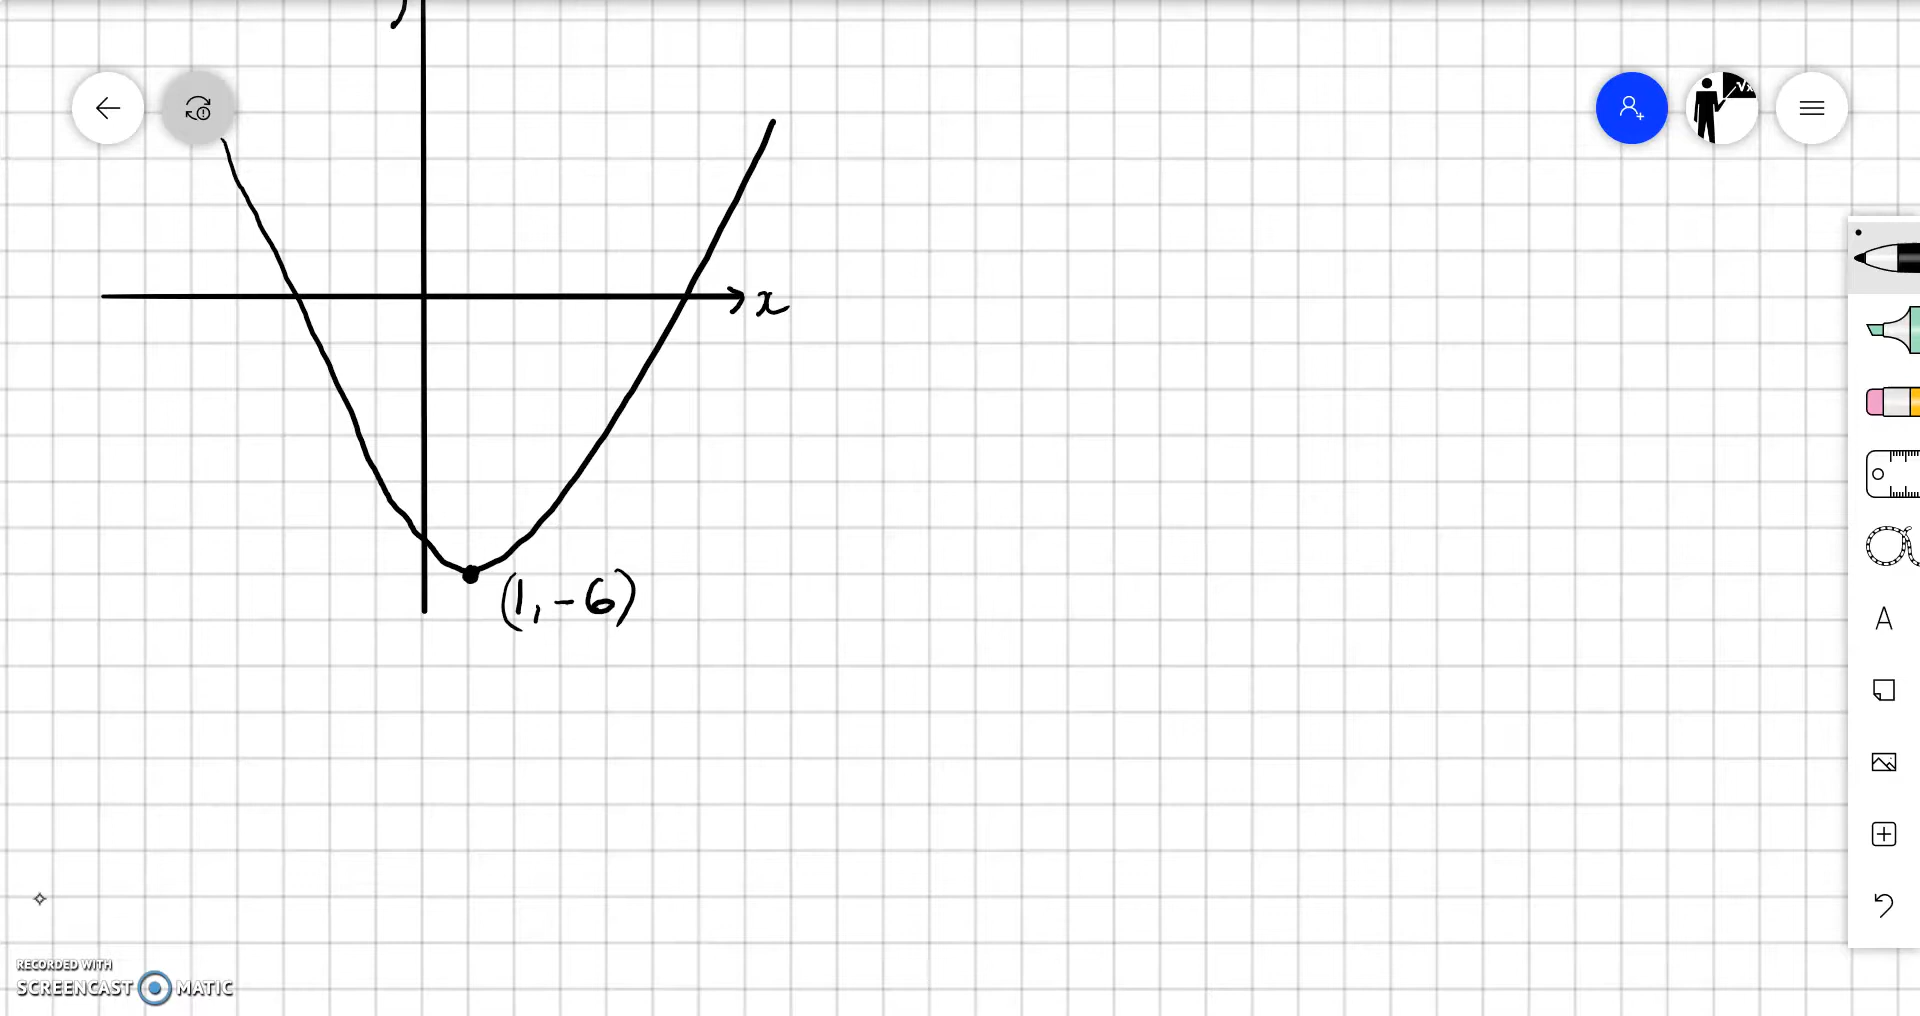 y
√x
x
(1, -6)
A
RECORDED WITH
SCREENCAST MATIC